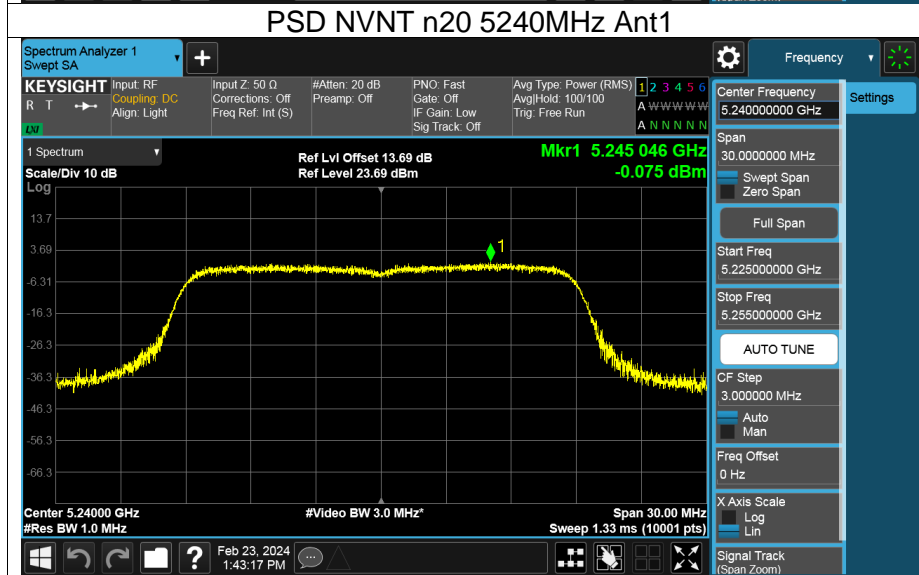 (Span Zoom)
PSD NVNT n20 5240MHz Ant1
Spectrum Analyzer 1
Swept SA
+
Frequency
KEYSIGHT
R T
LXI
Input: RF
Coupling: DC
Align: Light
Input Z: 50 Ω
Corrections: Off
Freq Ref: Int (S)
#Atten: 20 dB
Preamp: Off
PNO: Fast
Gate: Off
IF Gain: Low
Sig Track: Off
Avg Type: Power (RMS)
Avg|Hold: 100/100
Trig: Free Run
1 2 3 4 5 6
A W W W W W
A N N N N N
1 Spectrum
Scale/Div 10 dB
Log
Ref Lvl Offset 13.69 dB
Ref Level 23.69 dBm
Mkr1 5.245 046 GHz
-0.075 dBm
13.7
3.69
-6.31
-16.3
-26.3
-36.3
-46.3
-56.3
-66.3
1
Center 5.24000 GHz
#Res BW 1.0 MHz
#Video BW 3.0 MHz*
Span 30.00 MHz
Sweep 1.33 ms (10001 pts)
Center Frequency
5.240000000 GHz
Span
30.0000000 MHz
Swept Span
Zero Span
Full Span
Start Freq
5.225000000 GHz
Stop Freq
5.255000000 GHz
AUTO TUNE
CF Step
3.000000 MHz
Auto
Man
Freq Offset
0 Hz
X Axis Scale
Log
Lin
Signal Track
(Span Zoom)
Settings
?
Feb 23, 2024
1:43:17 PM